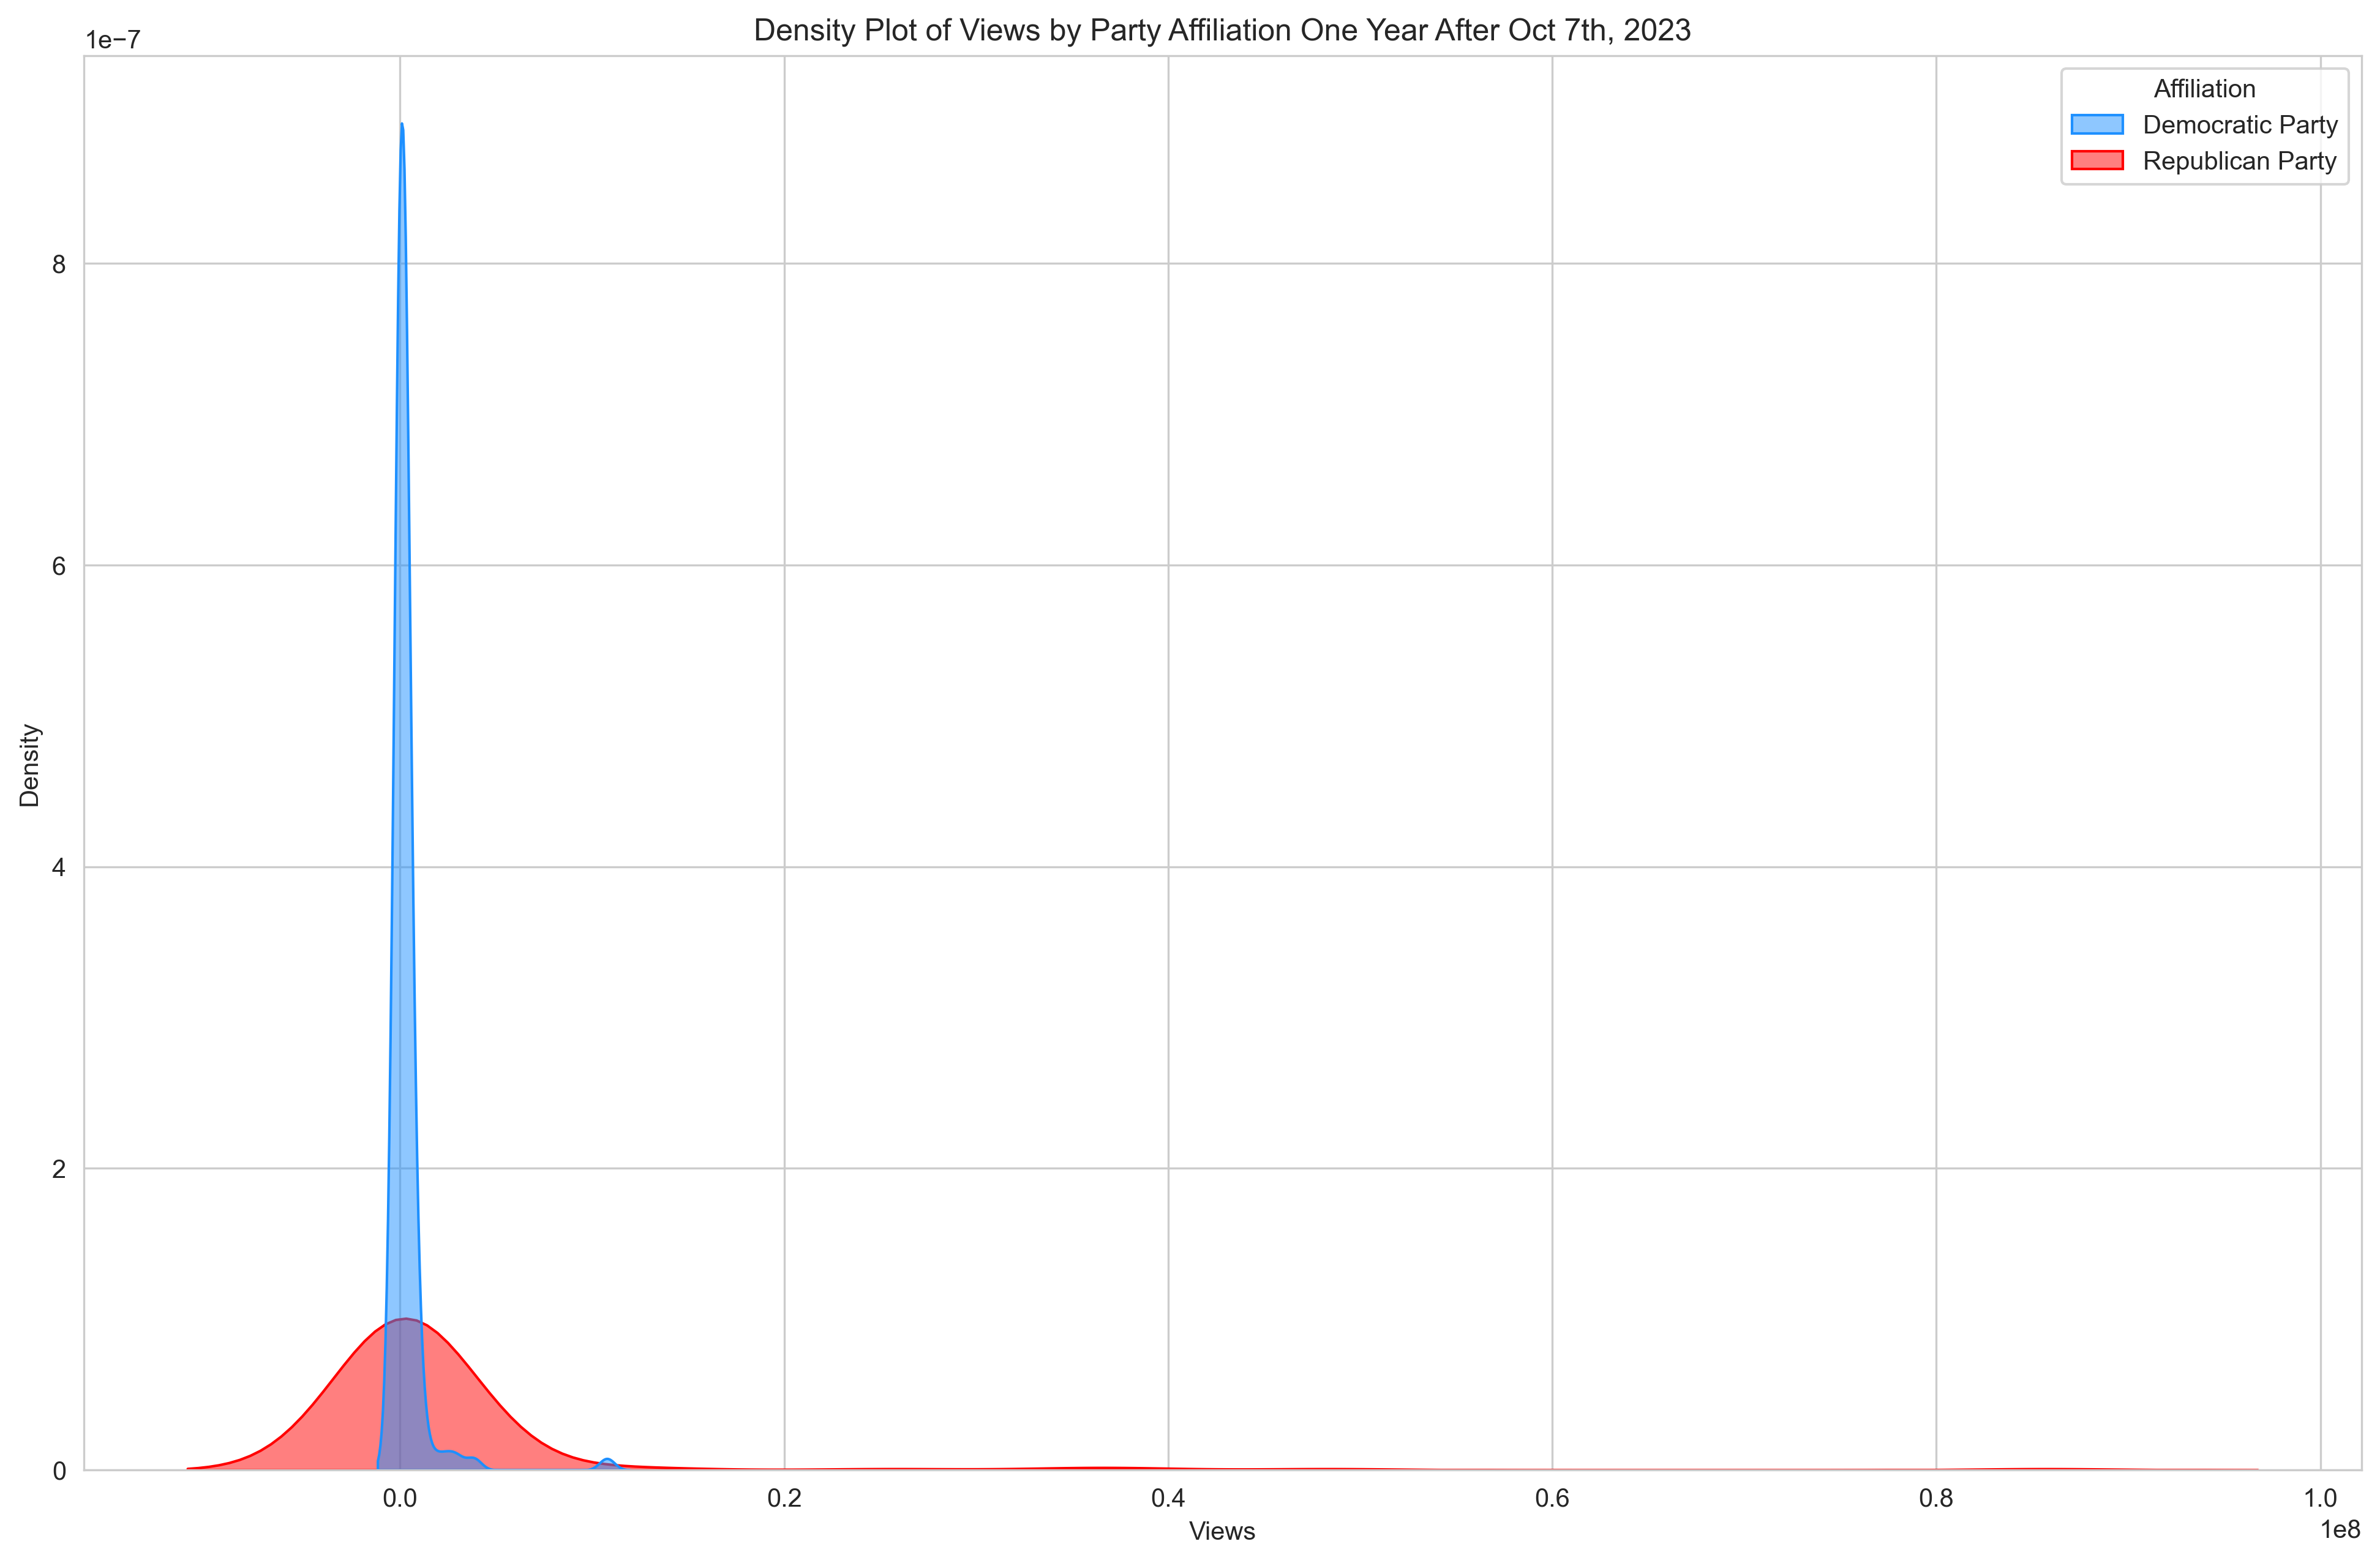 Density Plot of Views by Party Affiliation One Year After Oct 7th, 2023
1e−7
Affiliation
Democratic Party
Republican Party
8
6
4
2
0
Density
0.0 0.2 0.4 0.6 0.8 1.0
1e8
Views